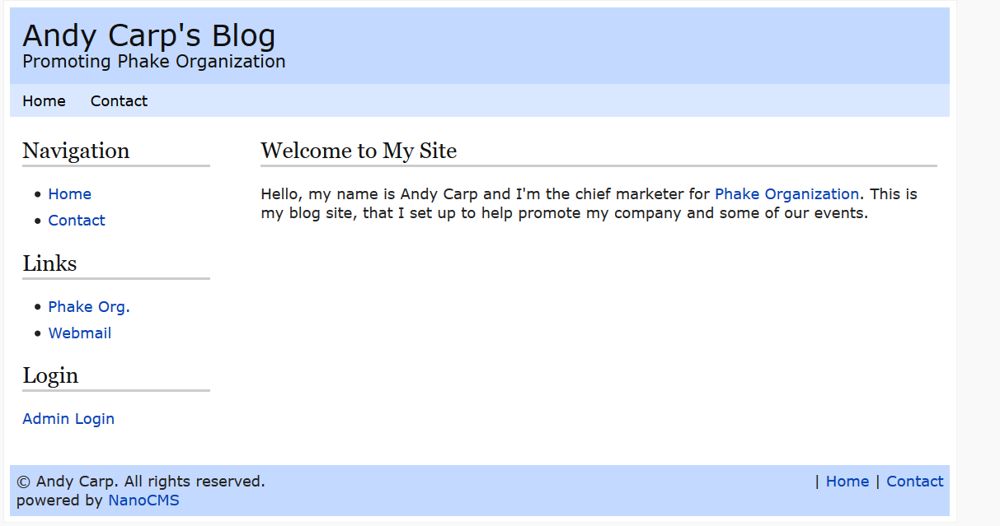 Andy Carp's Blog
Promoting Phake Organization
Home Contact
Navigation
Home
Contact
Links
Phake Org.
Webmail
Login
Admin Login
Welcome to My Site
Hello, my name is Andy Carp and I'm the chief marketer for Phake Organization. This is
my blog site, that I set up to help promote my company and some of our events.
© Andy Carp. All rights reserved.
powered by NanoCMS
| Home | Contact